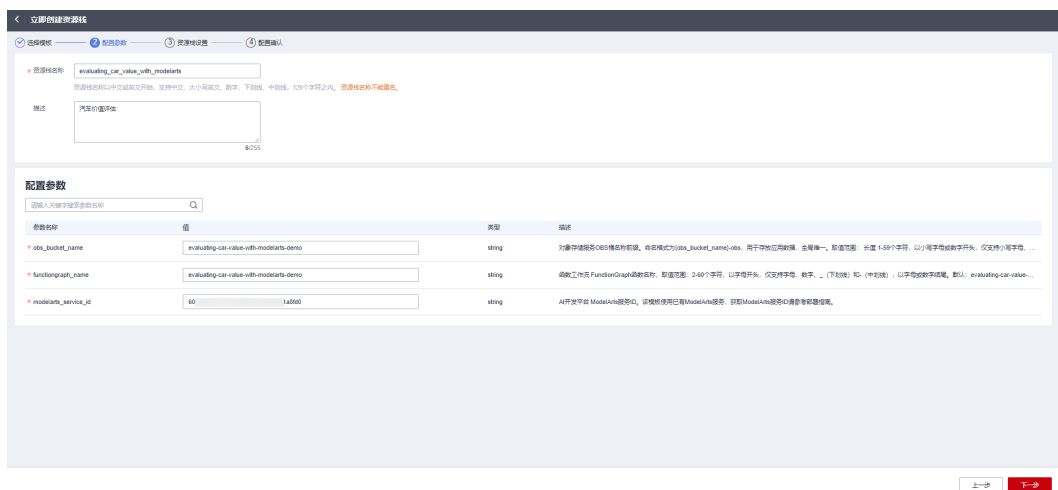 立即创建资源栈
选择模板 2 配置参数 3 资源栈设置 4 配置确认
* 资源栈名称 evaluating_car_value_with_modelarts
资源栈名称以中文或英文开始，支持中文、大小写英文、数字、下划线、中划线，128个字符之内。资源栈名称不能重名。
描述 汽车价值评估
6/255
配置参数
请输入关键字搜索参数名称
参数名称 值 类型 描述
* obs_bucket_name evaluating-car-value-with-modelarts-demo string 对象存储服务OBS桶名称前缀，命名格式为{obs_bucket_name}-obs，用于存放应用数据，全局唯一。取值范围： 长度 1-59个字符，以小写字母或数字开头，仅支持小写字母、...
* functiongraph_name evaluating-car-value-with-modelarts-demo string 函数工作流 FunctionGraph函数名称，取值范围：2-60个字符，以字母开头，仅支持字母、数字、_（下划线）和-（中划线），以字母或数字结尾。默认：evaluating-car-value-...
* modelarts_service_id 60 1a6fd0 string AI开发平台 ModelArts服务ID。该模板使用已有ModelArts服务，获取ModelArts服务ID请参考部署指南。
上一步 下一步